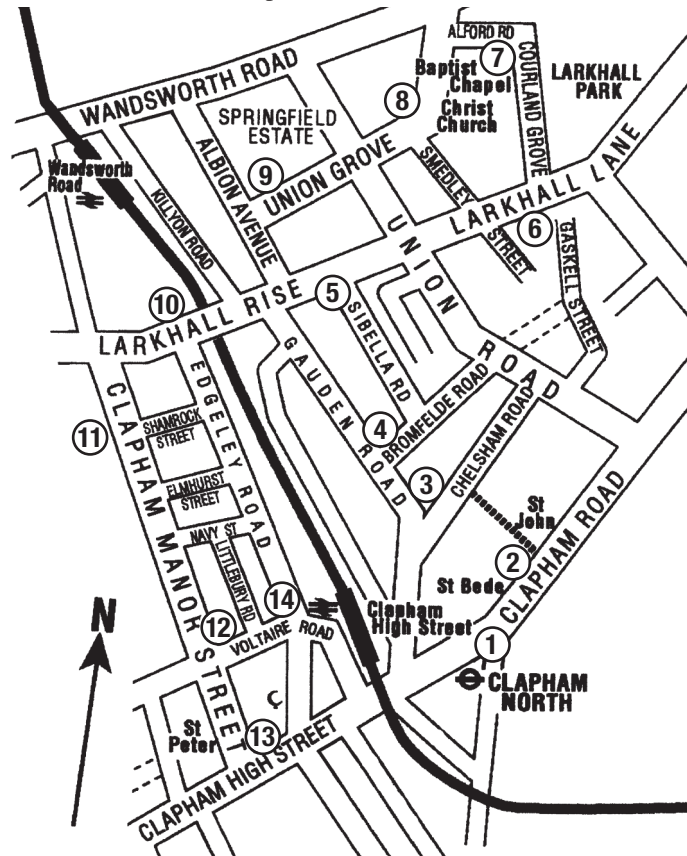 ALFORD RD
7
COURLAND GROVE
Baptist
Chapel
Christ
Church
LARKHALL
PARK
WANDSWORTH ROAD
8
SPRINGFIELD
ESTATE
ALBION AVENUE
9
UNION GROVE
SMEDLEY
STREET
LARKHALL LANE
Wandsworth
Road
KILLYON ROAD
UNION
ROAD
6
GASKELL STREET
10
LARKHALL RISE
5
SIBELLA RD
GAUDEN ROAD
EDGELEY ROAD
11
CLAPHAM MANOR STREET
SHAMROCK
STREET
ELMHURST
STREET
NAVY ST
LITTLEBURY RD
4
BROMFELDE ROAD
3
CHELSHAM ROAD
St
John
2
St Bede
CLAPHAM ROAD
14
Clapham
High Street
12
VOLTAIRE ROAD
1
CLAPHAM
NORTH
N
St
Peter
13
CLAPHAM HIGH STREET